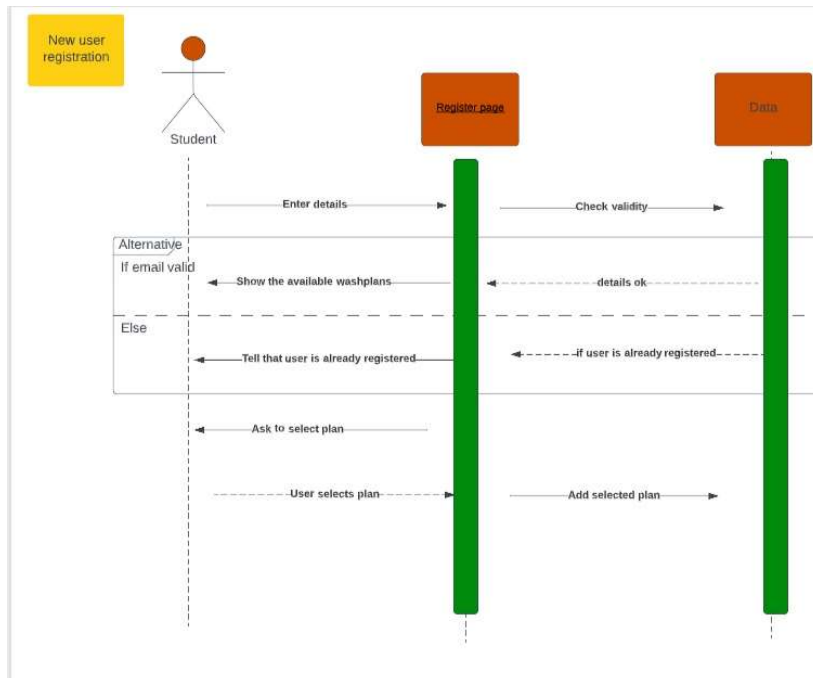 New user
registration
Student
Register page
Data
Enter details
Check validity
Alternative
If email valid
Show the available washplans
details ok
Else
Tell that user is already registered
if user is already registered
Ask to select plan
User selects plan
Add selected plan